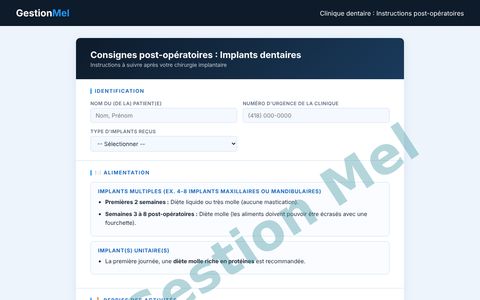 GestionMel
Clinique dentaire : Instructions post-opératoires
Consignes post-opératoires : Implants dentaires
Instructions à suivre après votre chirurgie implantaire
IDENTIFICATION
NOM DU (DE LA) PATIENT(E)
NUMÉRO D'URGENCE DE LA CLINIQUE
Nom, Prénom
(418) 000-0000
TYPE D'IMPLANTS REÇUS
-- Sélectionner --
ALIMENTATION
IMPLANTS MULTIPLES (EX. 4-8 IMPLANTS MAXILLAIRES OU MANDIBULAIRES)
Premières 2 semaines : Diète liquide ou très molle (aucune mastication).
Semaines 3 à 8 post-opératoires : Diète molle (les aliments doivent pouvoir être écrasés avec une
fourchette).
IMPLANT(S) UNITAIRE(S)
La première journée, une diète molle riche en protéines est recommandée.
Gestion Mel